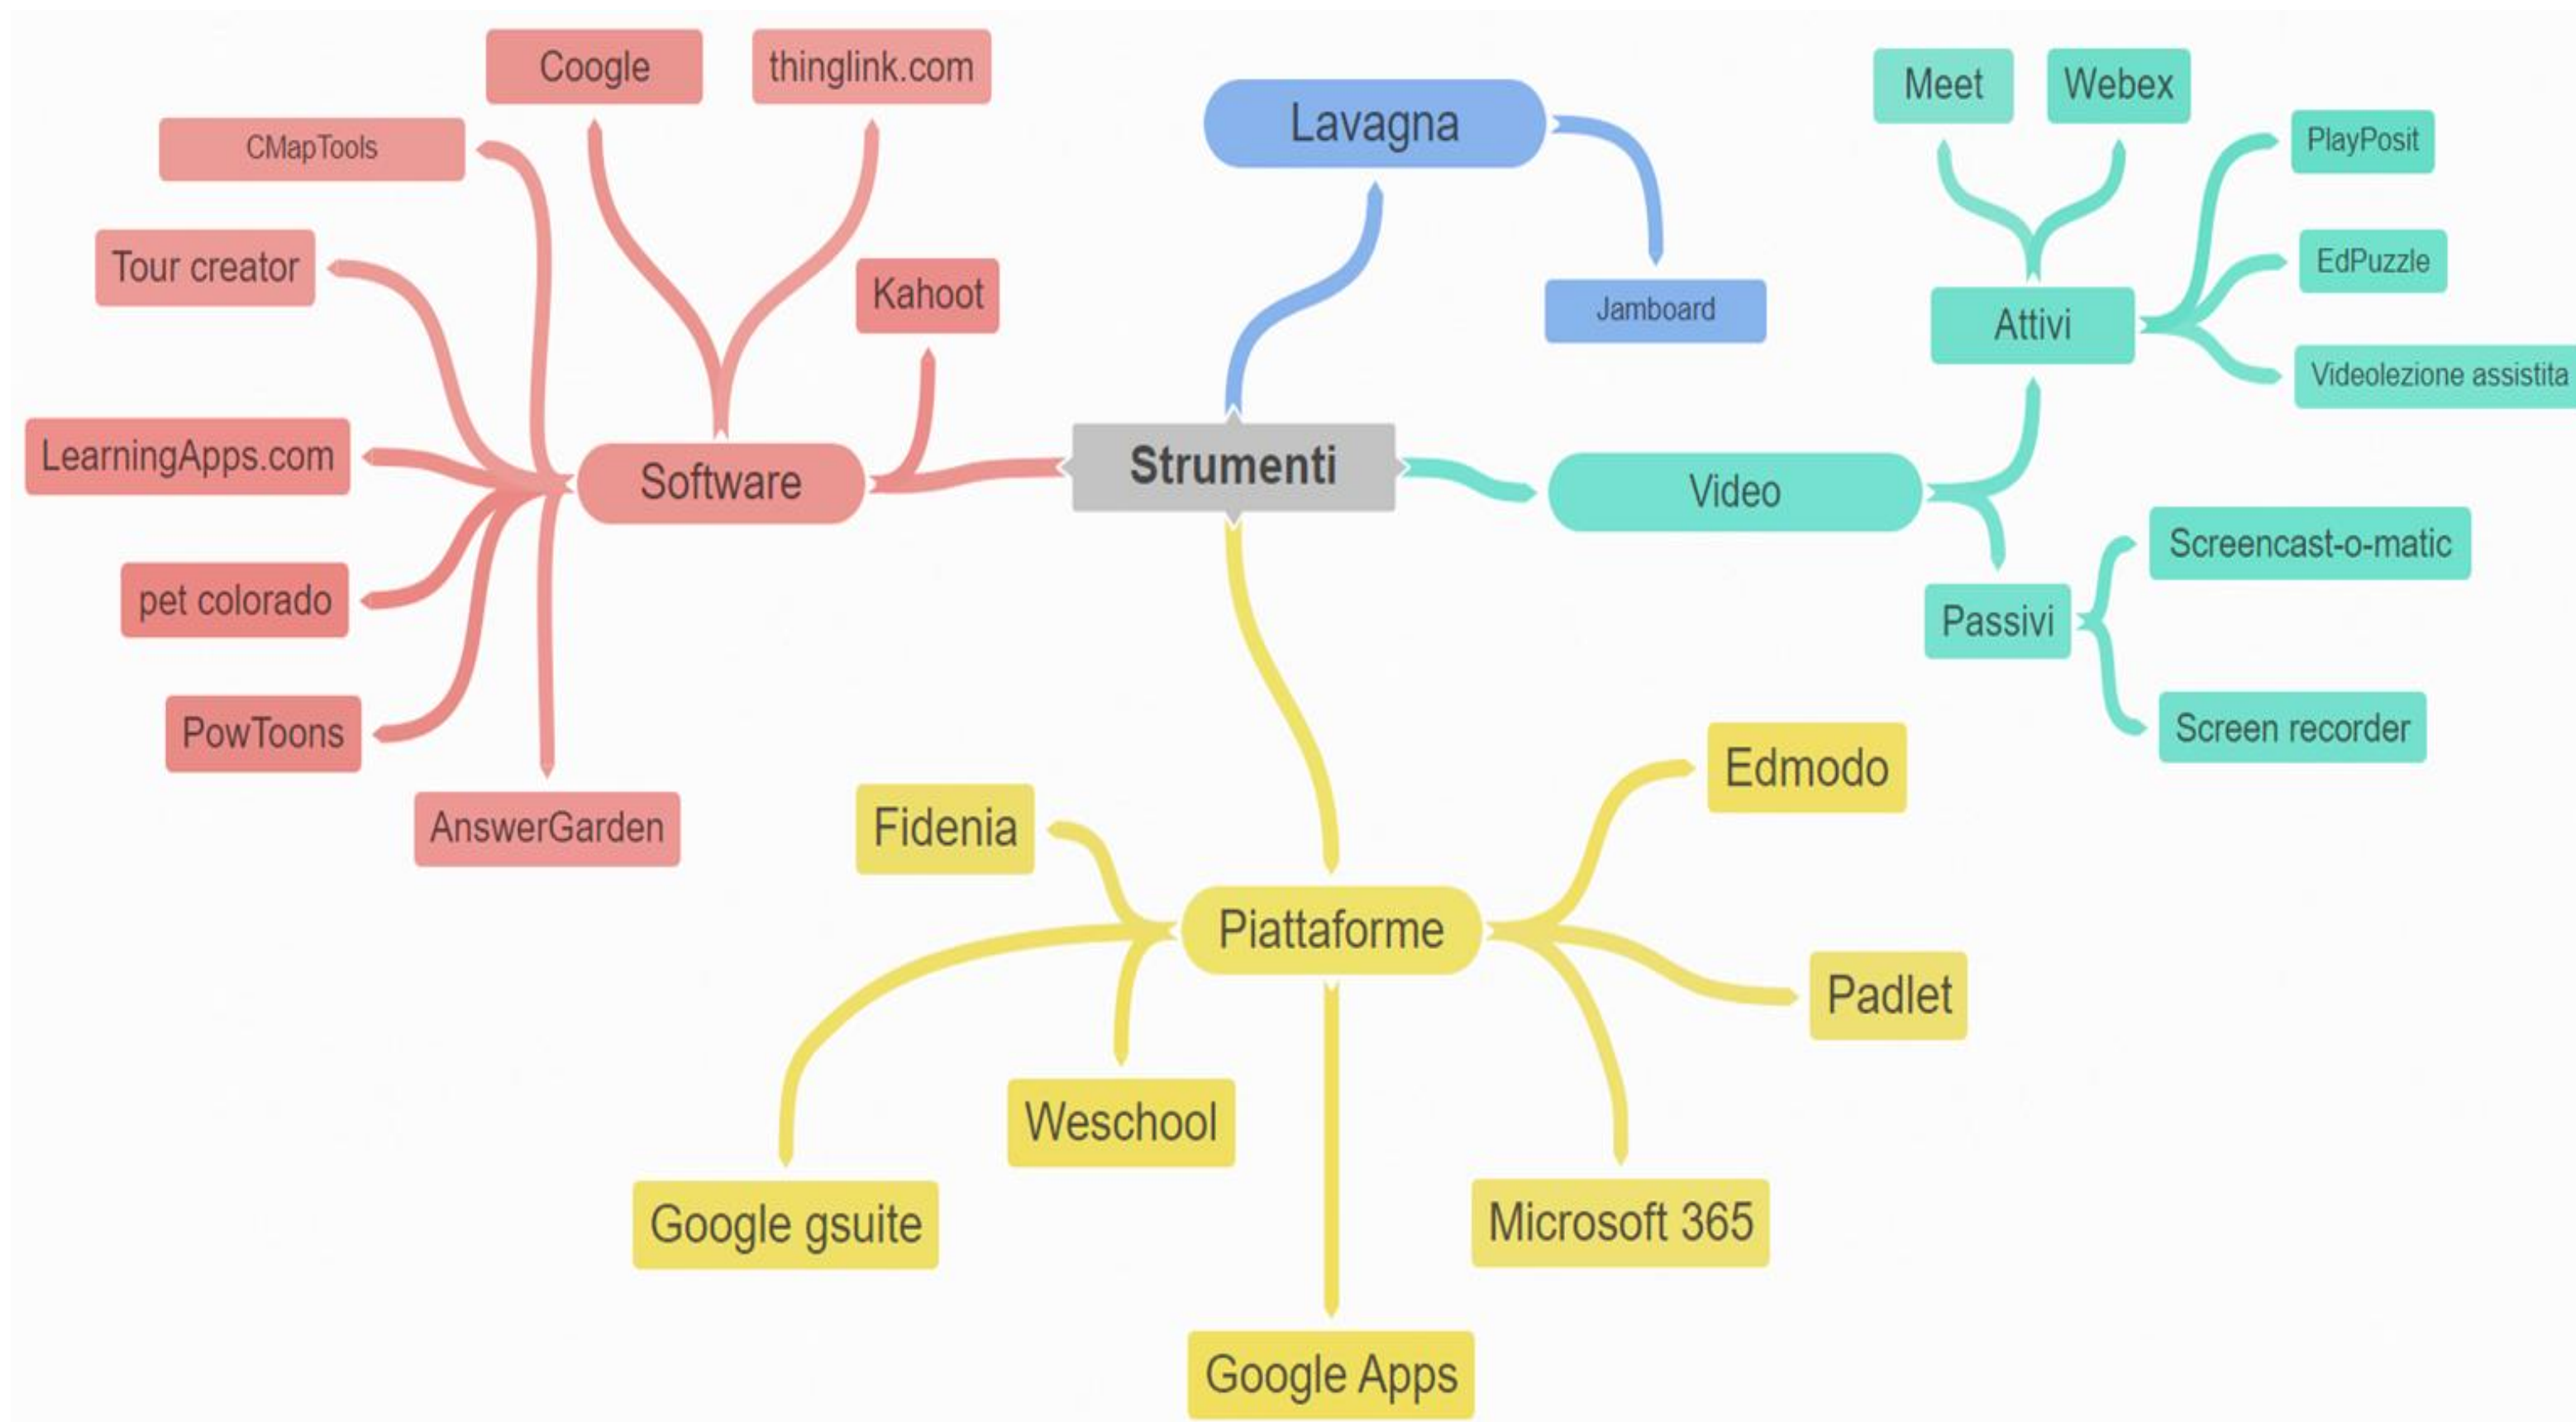 Coogle
thinglink.com
CMapTools
Tour creator
Kahoot
LearningApps.com
Software
pet colorado
PowToons
AnswerGarden
Lavagna
Jamboard
Strumenti
Meet
Webex
PlayPosit
EdPuzzle
Attivi
Videolezione assistita
Video
Screencast-o-matic
Passivi
Screen recorder
Edmodo
Fidenia
Piattaforme
Padlet
Weschool
Google gsuite
Microsoft 365
Google Apps